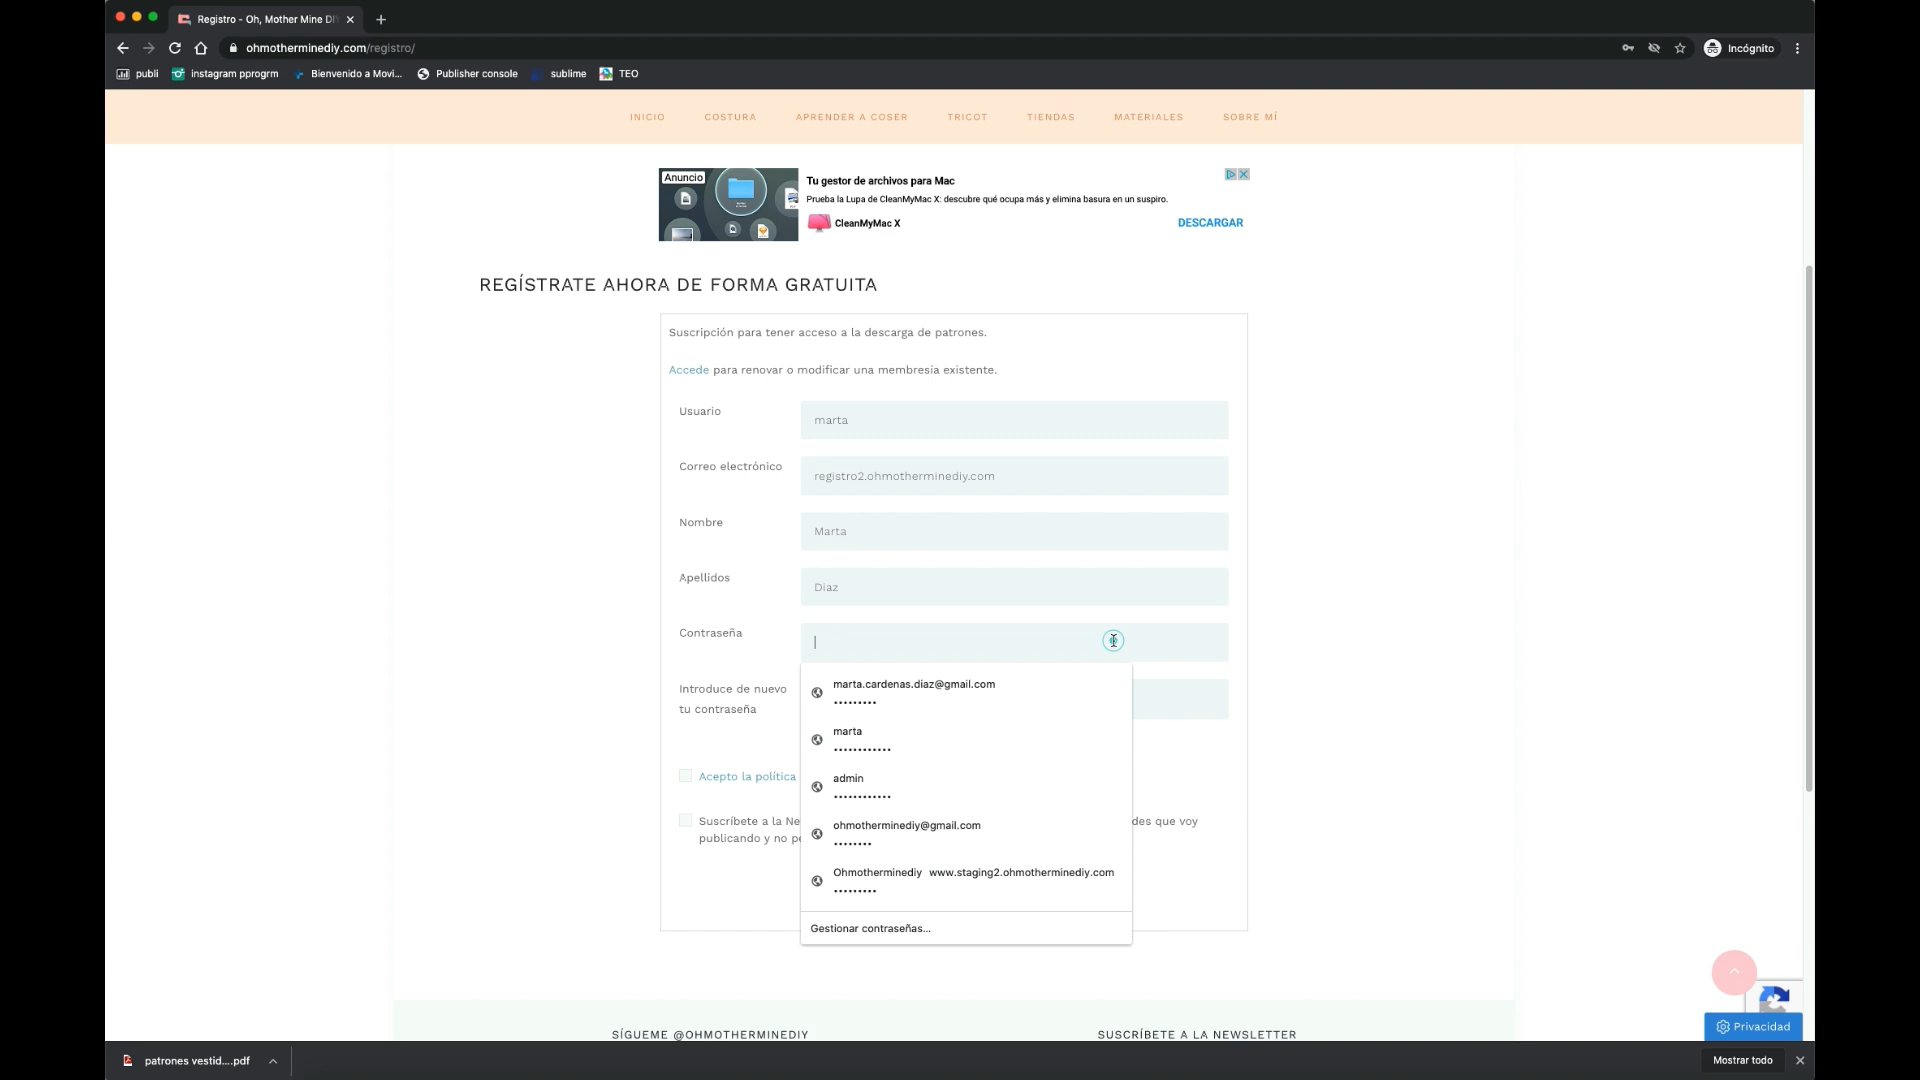 Registro - Oh, Mother Mine DI
ohmotherminediy.com/registro/
Incógnito
publi
instagram pprogrm
Bienvenido a Movi...
Publisher console
sublime
TEO
INICIO
COSTURA
APRENDER A COSER
TRICOT
TIENDAS
MATERIALES
SOBRE MÍ
Anuncio
Tu gestor de archivos para Mac
Prueba la Lupa de CleanMyMac X: descubre qué ocupa más y elimina basura en un suspiro.
CleanMyMac X
DESCARGAR
REGÍSTRATE AHORA DE FORMA GRATUITA
Suscripción para tener acceso a la descarga de patrones.
Accede para renovar o modificar una membresía existente.
Usuario
marta
Correo electrónico
registro2.ohmotherminediy.com
Nombre
Marta
Apellidos
Díaz
Contraseña
Introduce de nuevo
tu contraseña
marta.cardenas.diaz@gmail.com
•••••••••
marta
••••••••••••
admin
••••••••••••
ohmotherminediy@gmail.com
••••••••
Ohmotherminediy www.staging2.ohmotherminediy.com
•••••••••
Gestionar contraseñas...
Acepto la política
Suscríbete a la Ne
des que voy
publicando y no pe
SÍGUEME @OHMOTHERMINEDIY
SUSCRÍBETE A LA NEWSLETTER
Privacidad
patrones vestid....pdf
Mostrar todo